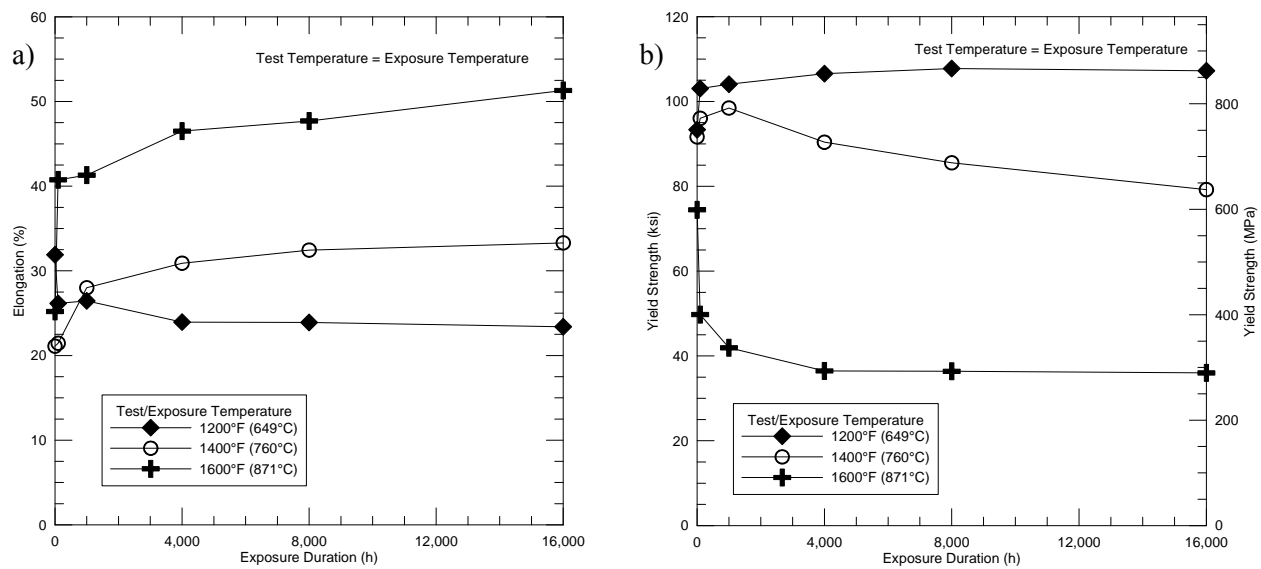 a)
Test Temperature = Exposure Temperature
60
50
40
30
20
10
0
Elongation (%)
Test/Exposure Temperature
1200°F (649°C)
1400°F (760°C)
1600°F (871°C)
0
4,000
8,000
12,000
16,000
Exposure Duration (h)
b)
Test Temperature = Exposure Temperature
120
100
80
60
40
20
0
Yield Strength (ksi)
Test/Exposure Temperature
1200°F (649°C)
1400°F (760°C)
1600°F (871°C)
800
600
400
200
0
Yield Strength (MPa)
0
4,000
8,000
12,000
16,000
Exposure Duration (h)